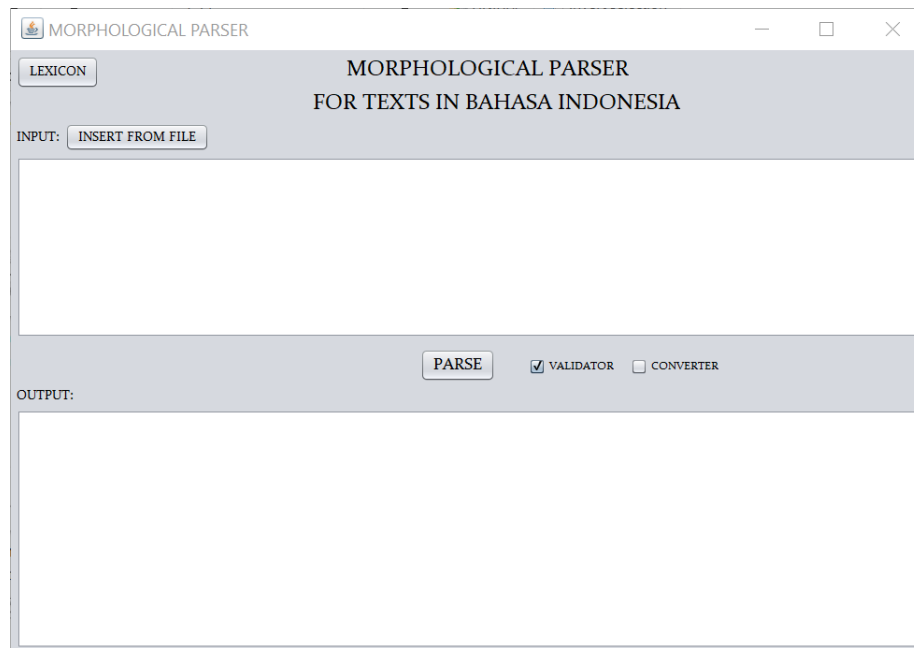 MORPHOLOGICAL PARSER
LEXICON
MORPHOLOGICAL PARSER
FOR TEXTS IN BAHASA INDONESIA
INPUT: INSERT FROM FILE
PARSE VALIDATOR CONVERTER
OUTPUT: